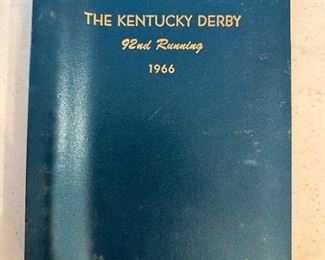 THE KENTUCKY DERBY
92nd Running
1966